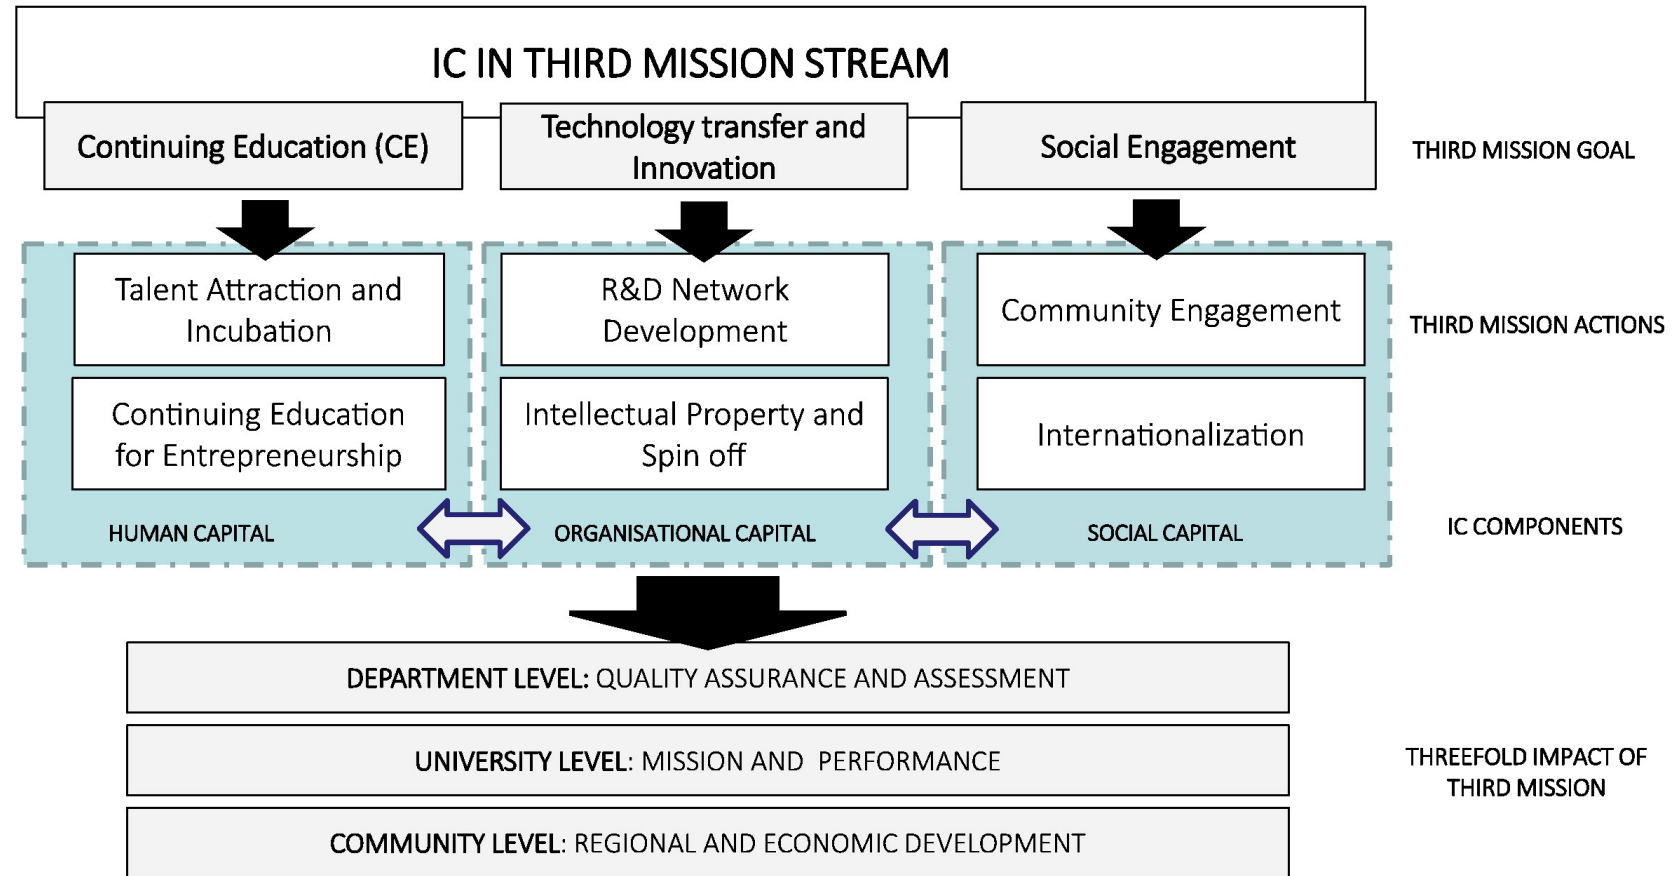 IC IN THIRD MISSION STREAM
Continuing Education (CE)
Technology transfer and
Innovation
Social Engagement
THIRD MISSION GOAL
Talent Attraction and
Incubation
R&D Network
Development
Community Engagement
THIRD MISSION ACTIONS
Continuing Education
for Entrepreneurship
Intellectual Property and
Spin off
Internationalization
HUMAN CAPITAL
ORGANISATIONAL CAPITAL
SOCIAL CAPITAL
IC COMPONENTS
DEPARTMENT LEVEL: QUALITY ASSURANCE AND ASSESSMENT
UNIVERSITY LEVEL: MISSION AND PERFORMANCE
THREEFOLD IMPACT OF
THIRD MISSION
COMMUNITY LEVEL: REGIONAL AND ECONOMIC DEVELOPMENT